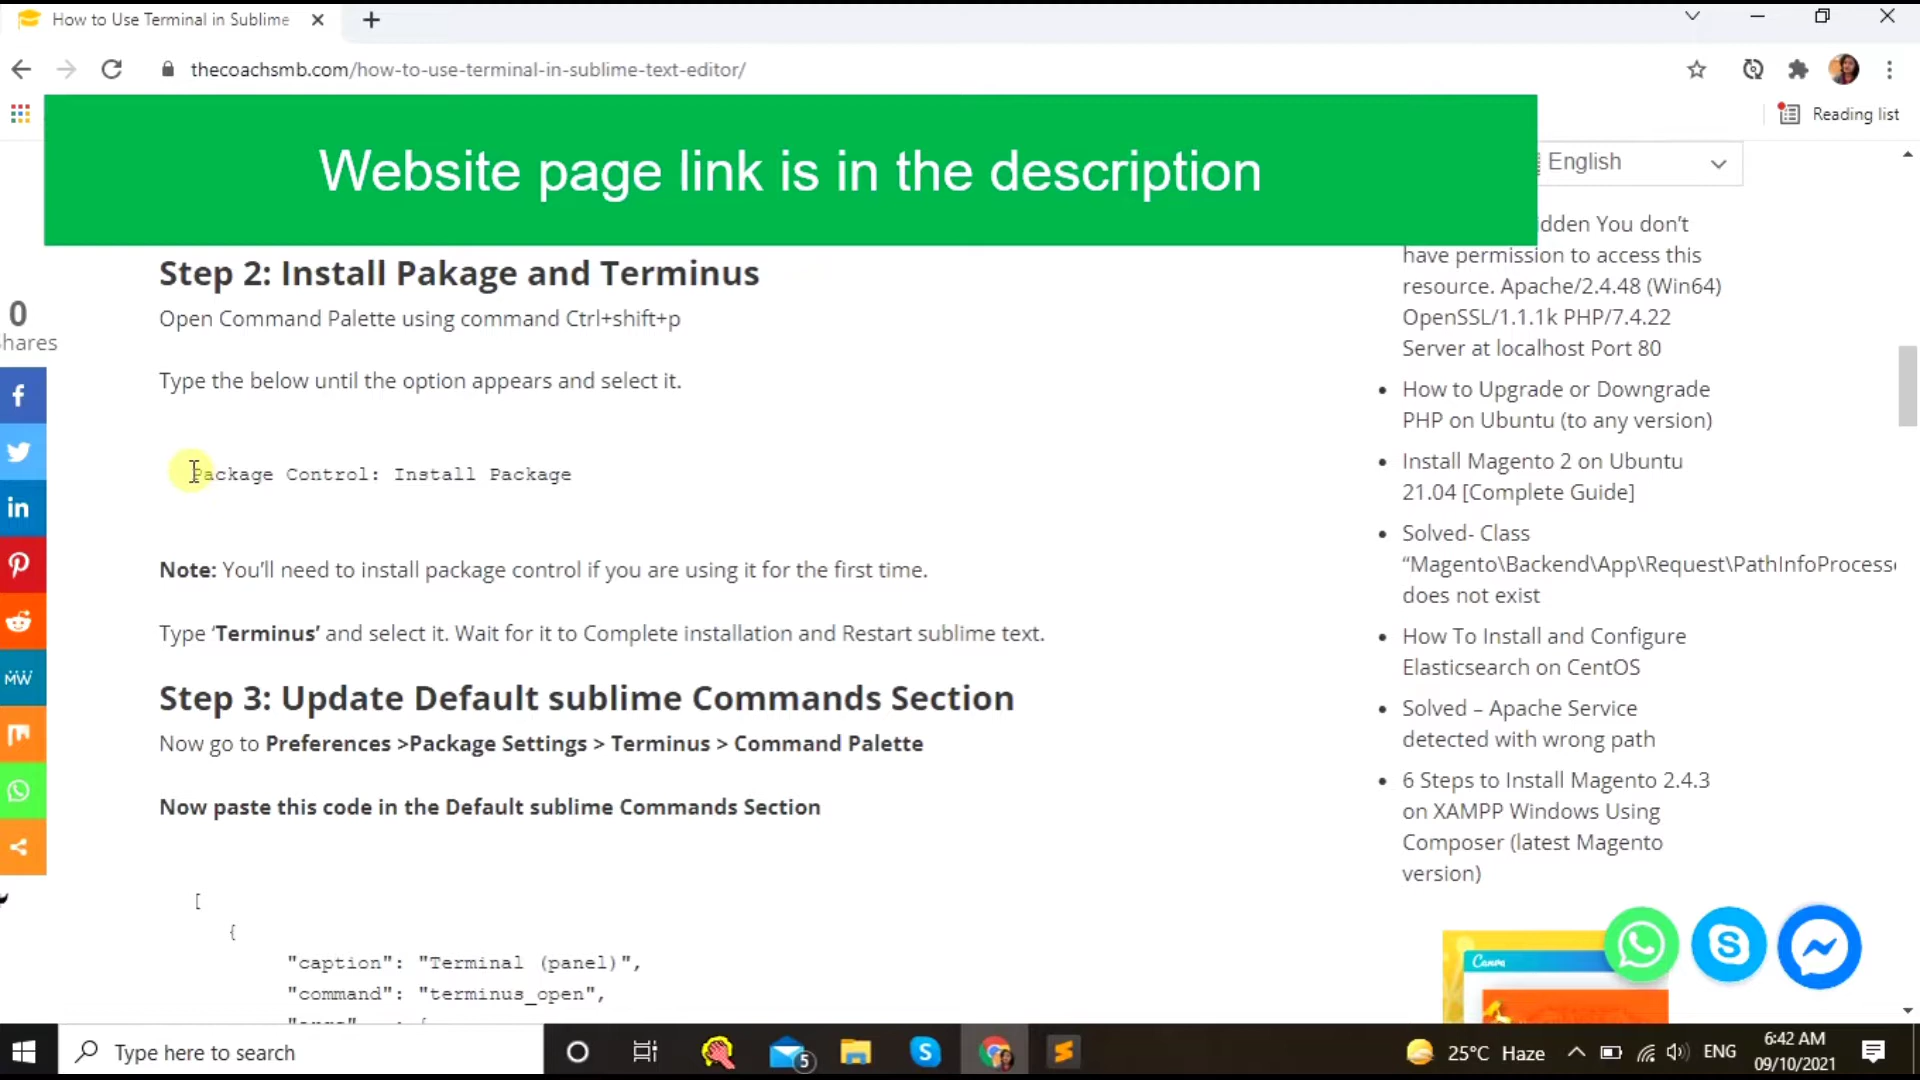 How to Use Terminal in Sublime
thecoachsmb.com/how-to-use-terminal-in-sublime-text-editor/
Reading list
Website page link is in the description
English
Step 2: Install Pakage and Terminus
Open Command Palette using command Ctrl+shift+p
Type the below until the option appears and select it.
Package Control: Install Package
Note: You'll need to install package control if you are using it for the first time.
Type ‘Terminus’ and select it. Wait for it to Complete installation and Restart sublime text.
Step 3: Update Default sublime Commands Section
Now go to Preferences >Package Settings > Terminus > Command Palette
Now paste this code in the Default sublime Commands Section
[
{
"caption": "Terminal (panel)",
"command": "terminus_open",
0
hares
f
in
MW
idden You don’t
have permission to access this
resource. Apache/2.4.48 (Win64)
OpenSSL/1.1.1k PHP/7.4.22
Server at localhost Port 80
• How to Upgrade or Downgrade
PHP on Ubuntu (to any version)
• Install Magento 2 on Ubuntu
21.04 [Complete Guide]
• Solved- Class
“Magento\Backend\App\Request\PathInfoProcess
does not exist
• How To Install and Configure
Elasticsearch on CentOS
• Solved – Apache Service
detected with wrong path
• 6 Steps to Install Magento 2.4.3
on XAMPP Windows Using
Composer (latest Magento
version)
Canva
Type here to search
5
25°C Haze
ENG
6:42 AM
09/10/2021